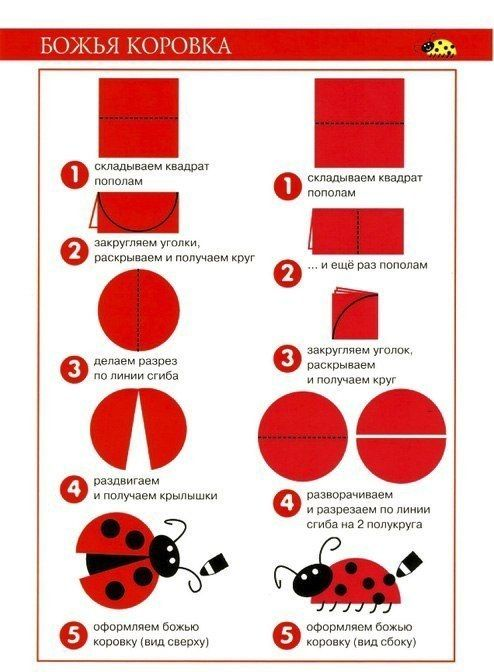 БОЖЬЯ КОРОВКА
1
складываем квадрат
пополам
2
закругляем уголки,
раскрываем и получаем круг
3
делаем разрез
по линии сгиба
4
раздвигаем
и получаем крылышки
5
оформляем божью
коровку (вид сверху)
1
складываем квадрат
пополам
2
... и ещё раз пополам
3
закругляем уголок,
раскрываем
и получаем круг
4
разворачиваем
и разрезаем по линии
сгиба на 2 полукруга
5
оформляем божью
коровку (вид сбоку)